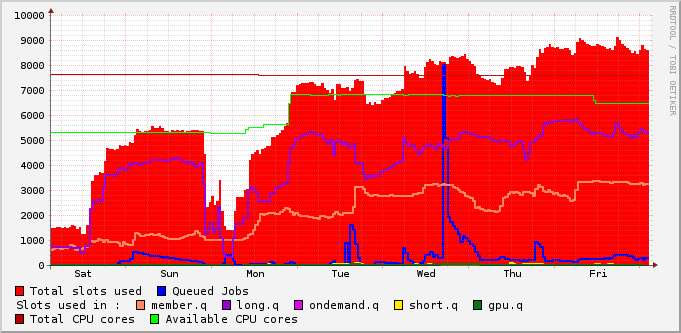 RRDTOOL / TOBI OETIKER
10000
9000
8000
7000
6000
5000
4000
3000
2000
1000
0
Sat Sun Mon Tue Wed Thu Fri
Total slots used Queued Jobs
Slots used in : member.q long.q ondemand.q short.q gpu.q
Total CPU cores Available CPU cores